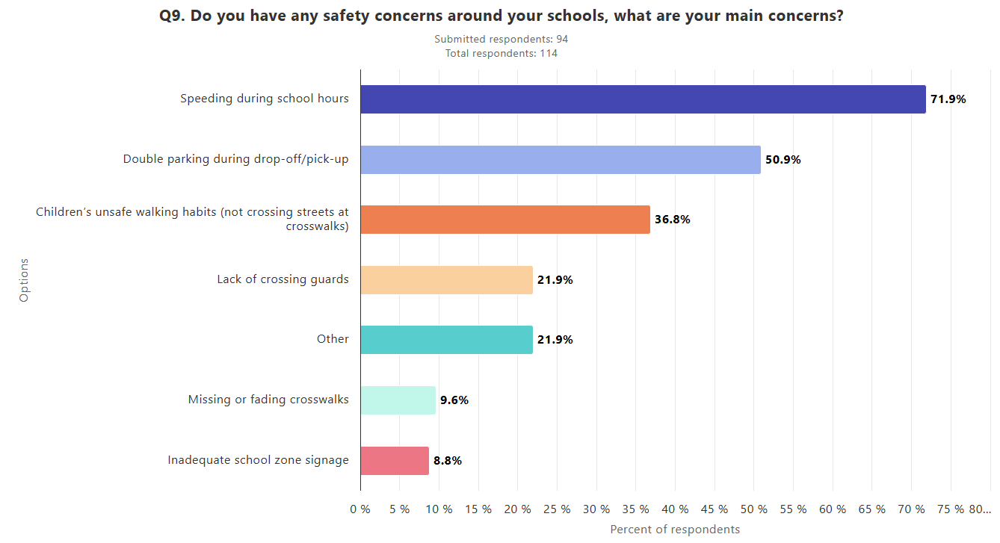 Q9. Do you have any safety concerns around your schools, what are your main concerns?
Submitted respondents: 94
Total respondents: 114
Speeding during school hours
71.9%
Double parking during drop-off/pick-up
50.9%
Children’s unsafe walking habits (not crossing streets at
crosswalks)
36.8%
Lack of crossing guards
21.9%
Other
21.9%
Missing or fading crosswalks
9.6%
Inadequate school zone signage
8.8%
Options
0 % 5 % 10 % 15 % 20 % 25 % 30 % 35 % 40 % 45 % 50 % 55 % 60 % 65 % 70 % 75 % 80...
Percent of respondents